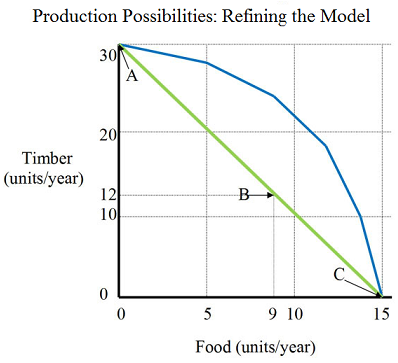 Production Possibilities: Refining the Model
30
A
20
Timber
(units/year)
12
B
10
C
0
0 5 9 10 15
Food (units/year)